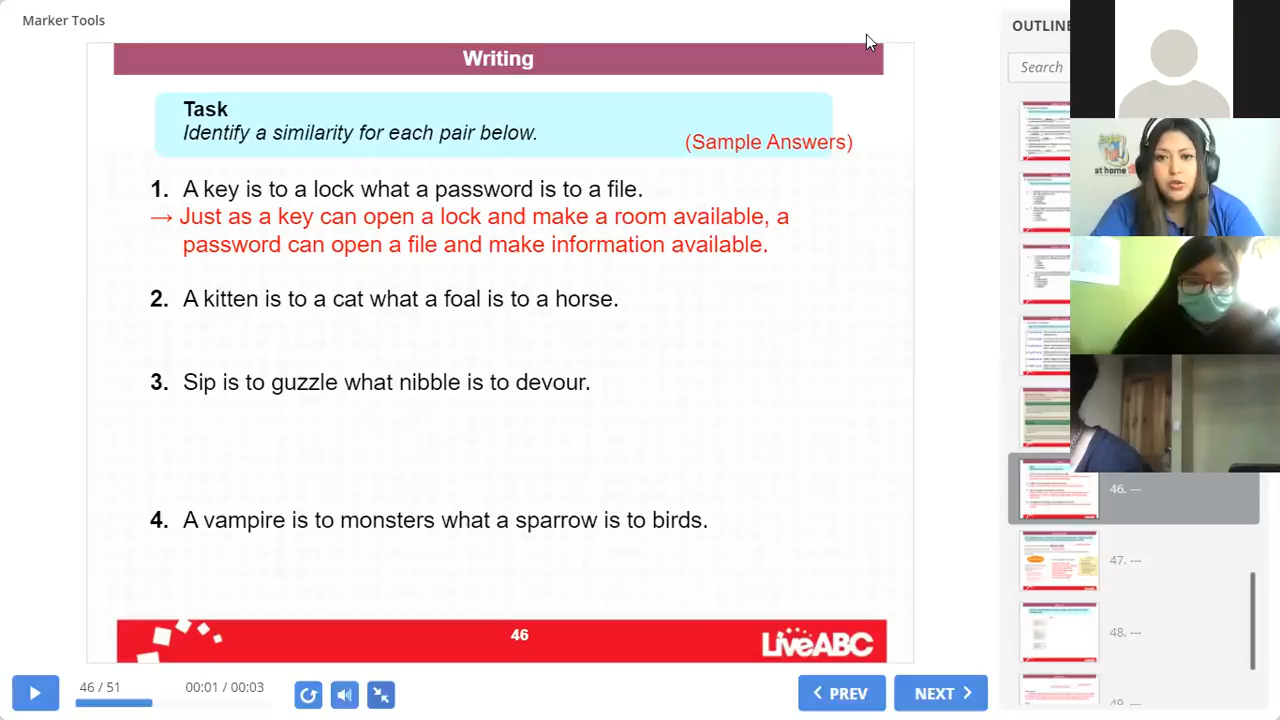 Marker Tools
OUTLINE
Search
Writing
Task
Identify a similarity for each pair below.
(Sample Answers)
1. A key is to a lock what a password is to a file.
→ Just as a key can open a lock and make a room available, a
password can open a file and make information available.
2. A kitten is to a cat what a foal is to a horse.
3. Sip is to guzzle what nibble is to devour.
4. A vampire is to monsters what a sparrow is to birds.
46
LiveABC
at home
46. ---
47. ---
48. ---
49. ---
46 / 51
00:01 / 00:03
PREV
NEXT